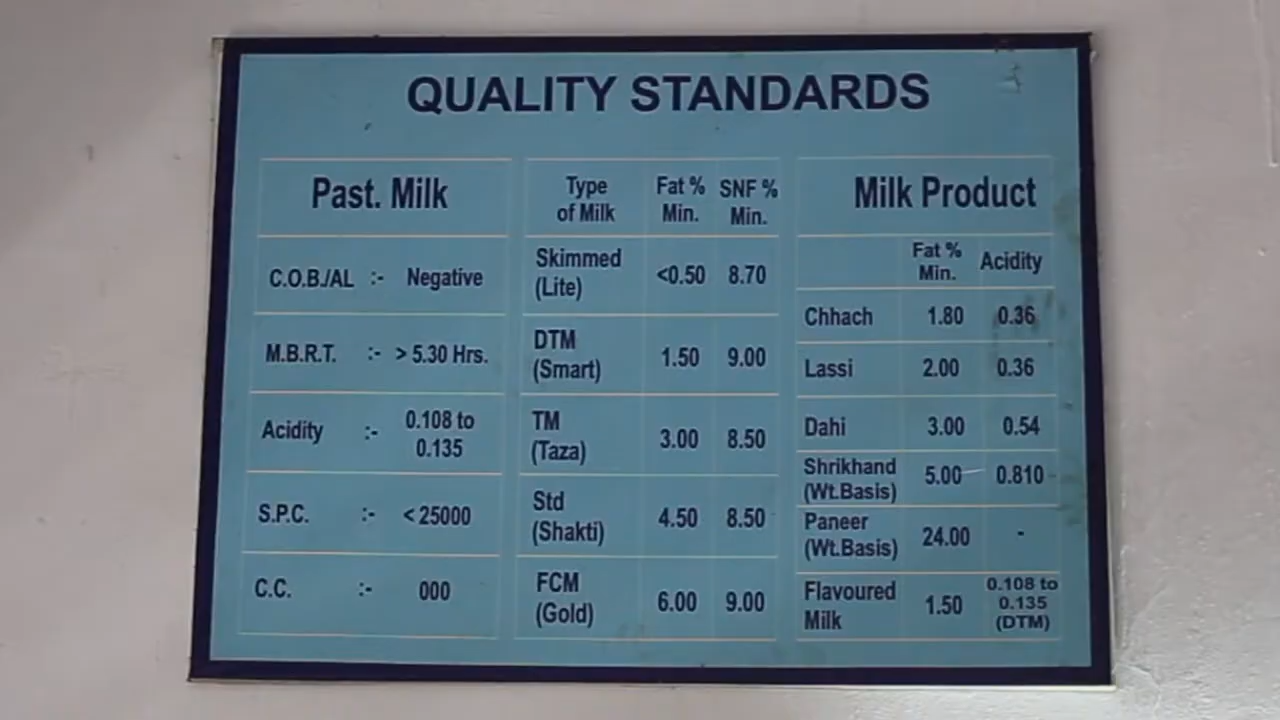 QUALITY STANDARDS
Past. Milk
C.O.B./AL :- Negative
M.B.R.T. :- > 5.30 Hrs.
Acidity :- 0.108 to
0.135
S.P.C. :- < 25000
C.C. :- 000
Type
of Milk
Fat %
Min.
SNF %
Min.
Skimmed
(Lite)
<0.50 8.70
DTM
(Smart)
1.50 9.00
TM
(Taza)
3.00 8.50
Std
(Shakti)
4.50 8.50
FCM
(Gold)
6.00 9.00
Milk Product
Fat %
Min.
Acidity
Chhach 1.80 0.36
Lassi 2.00 0.36
Dahi 3.00 0.54
Shrikhand
(Wt.Basis)
5.00 0.810
Paneer
(Wt.Basis)
24.00 -
Flavoured
Milk
1.50
0.108 to
0.135
(DTM)